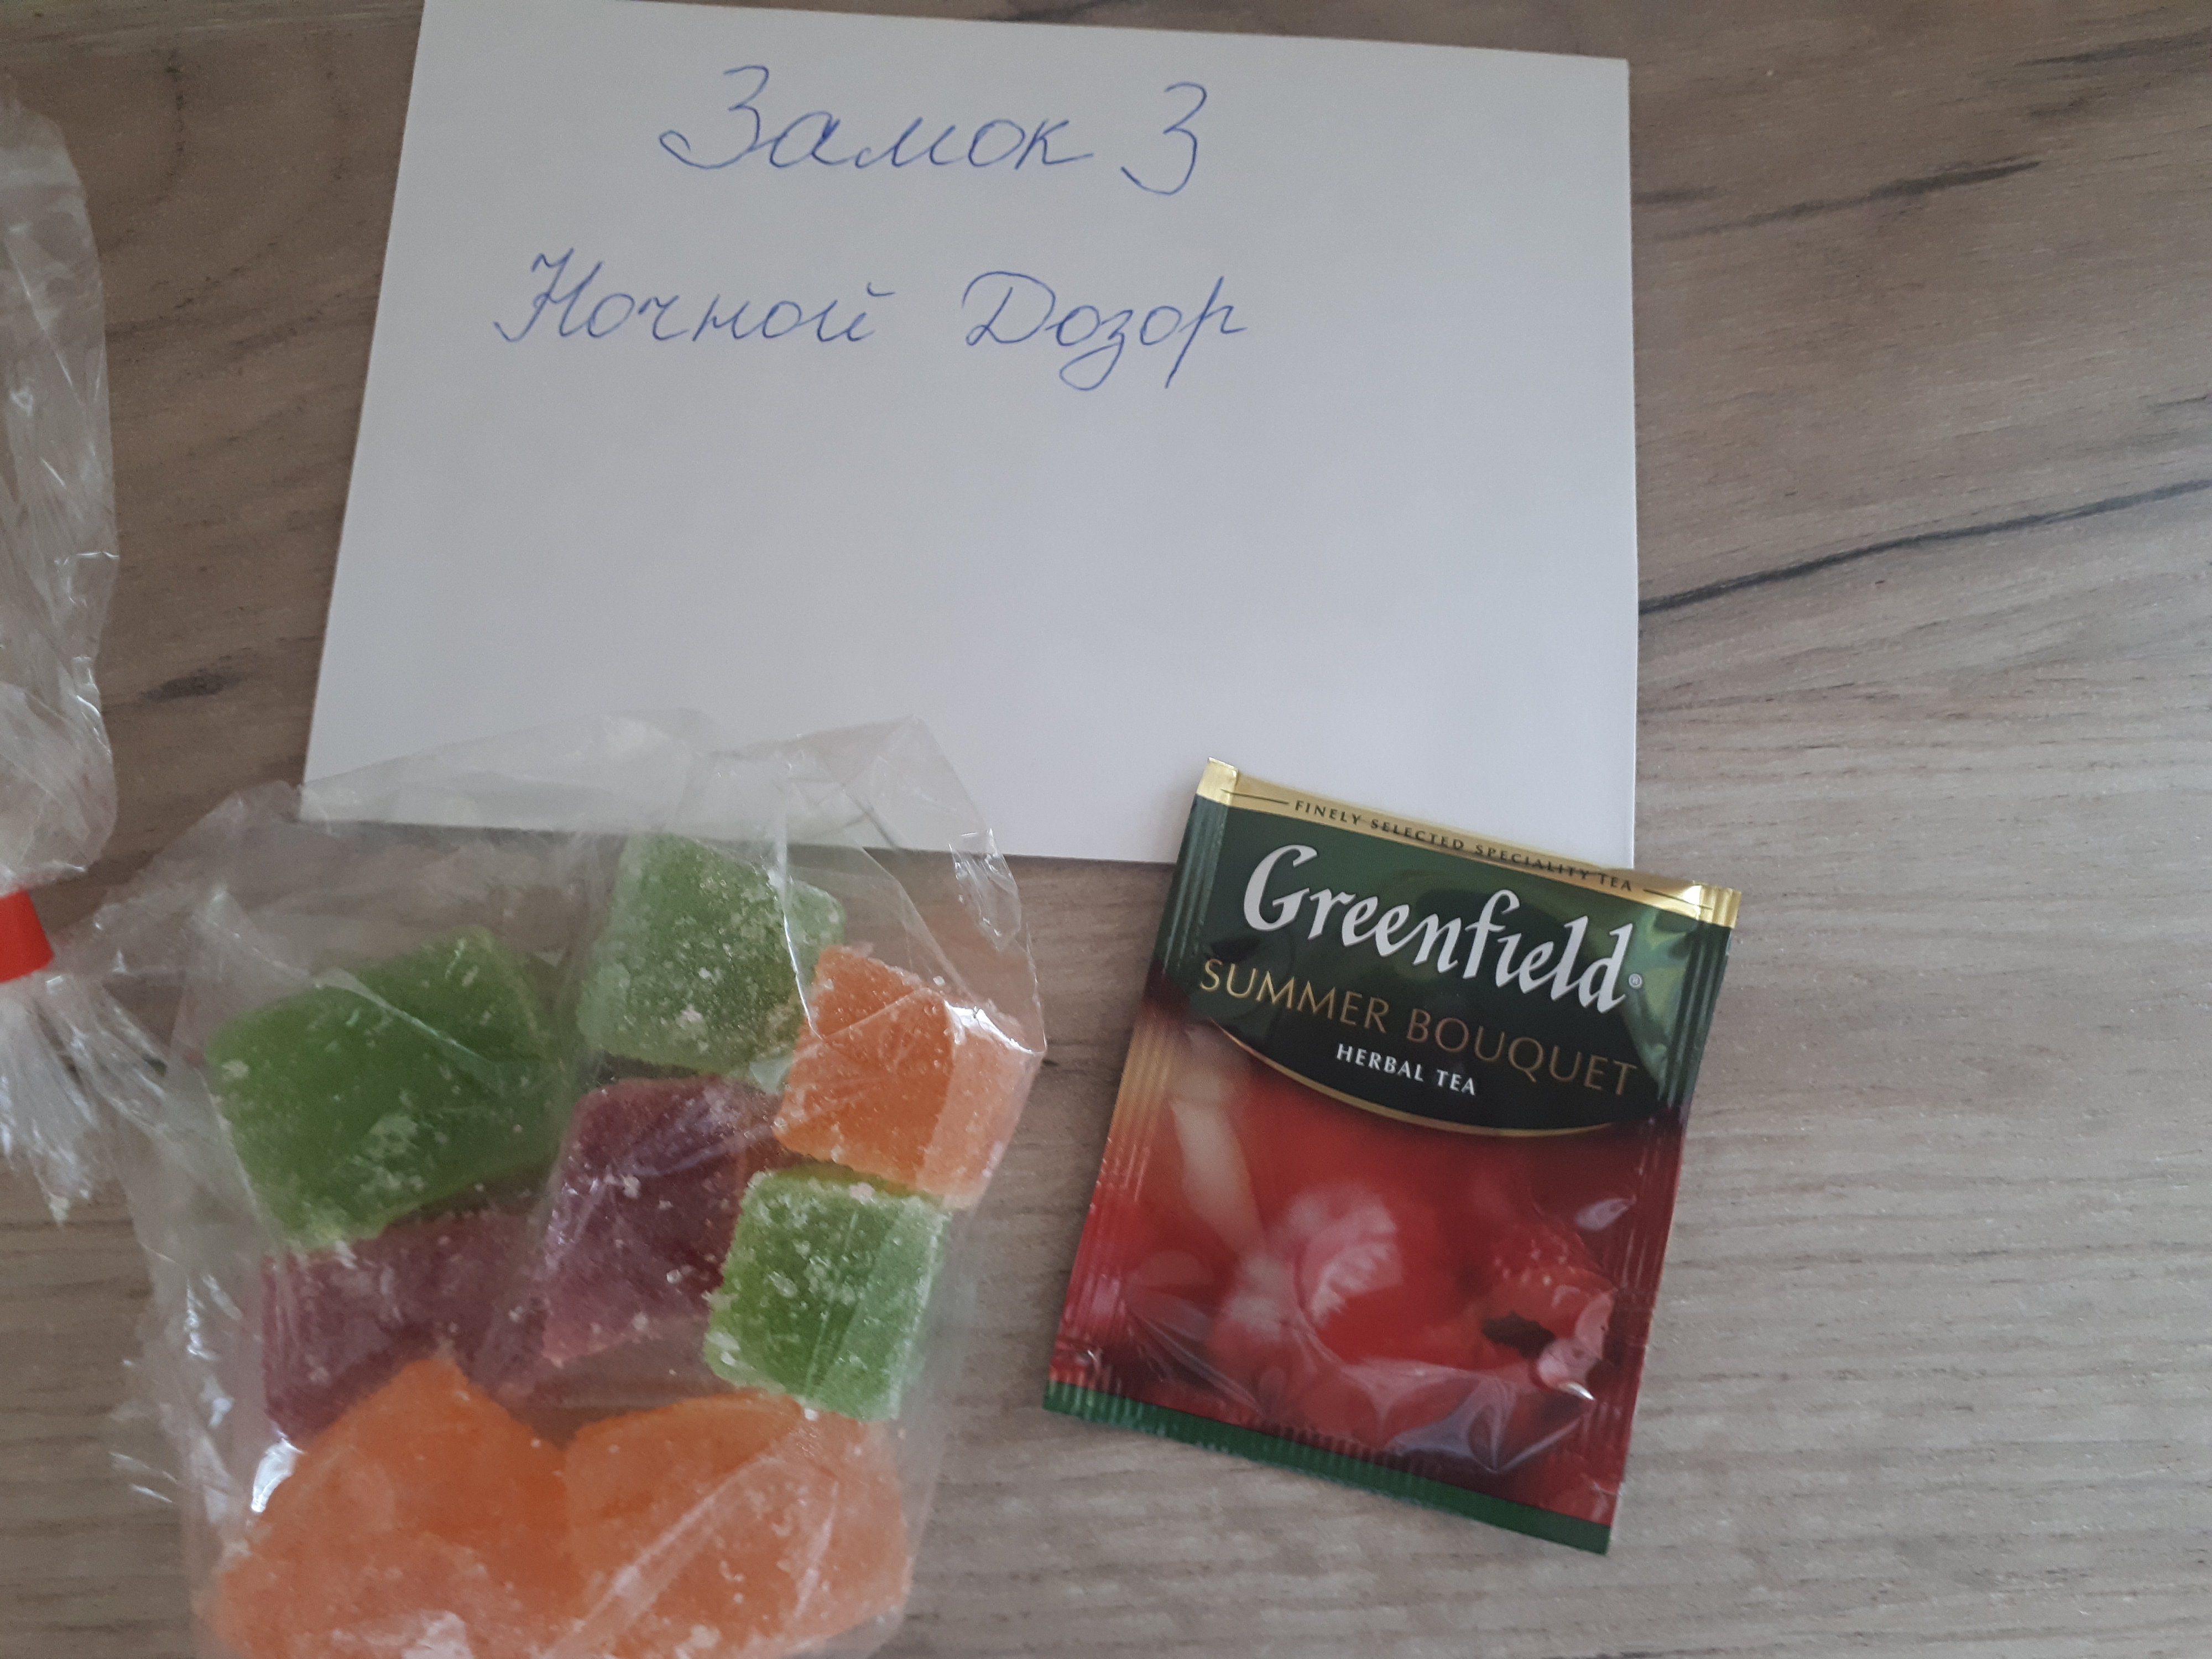 Замок 3
Ночной Дозор
FINELY SELECTED SPECIALITY TEA
Greenfield®
SUMMER BOUQUET
HERBAL TEA